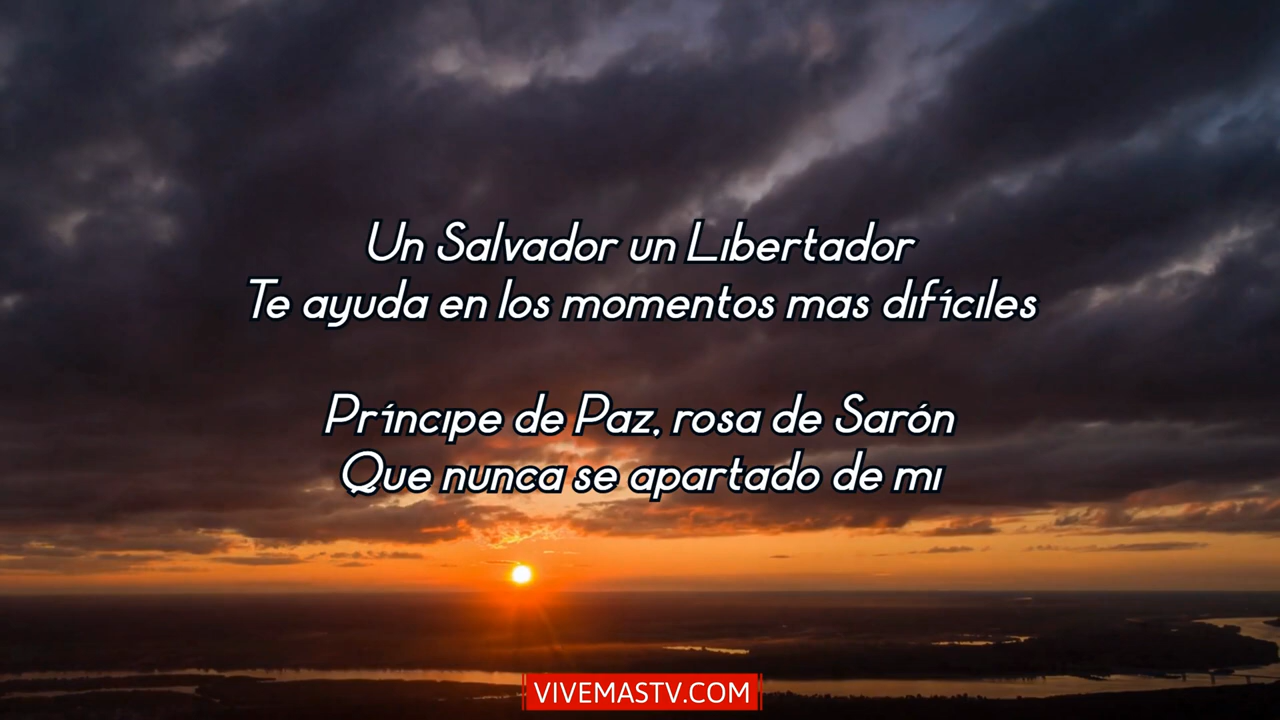 Un Salvador un Libertador
Te ayuda en los momentos mas difíciles
Príncipe de Paz, rosa de Sarón
Que nunca se apartado de mi
VIVEMASTV.COM